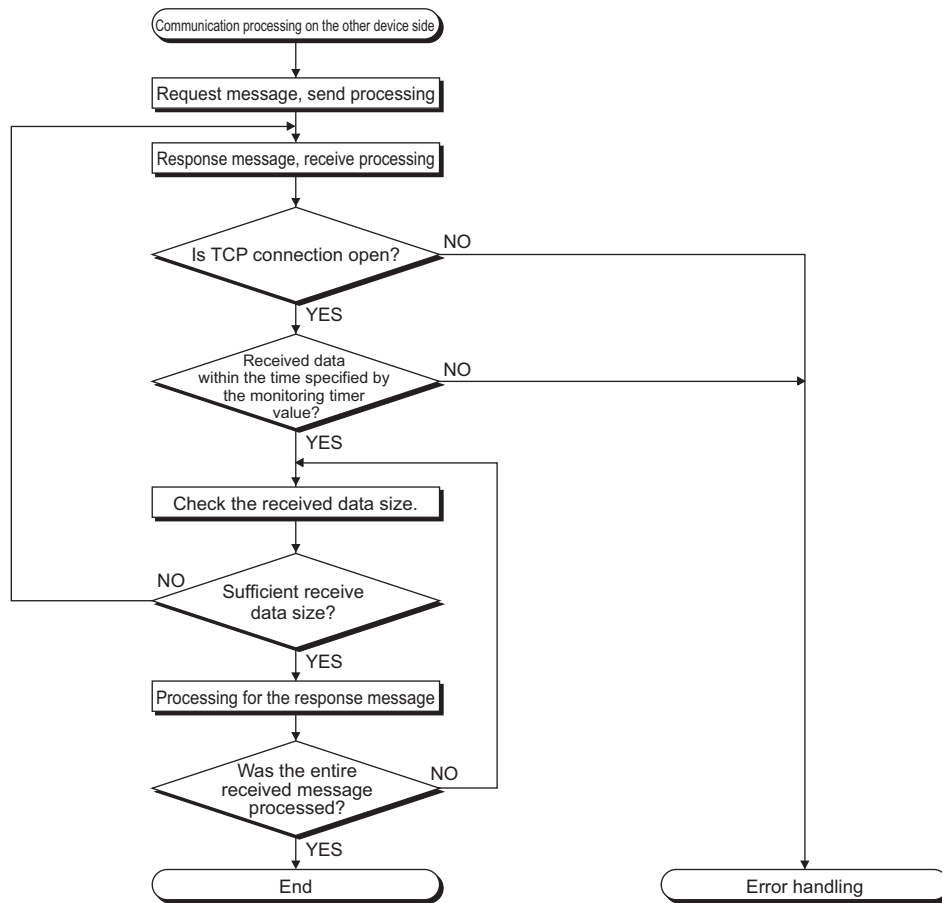 Communication processing on the other device side
Request message, send processing
Response message, receive processing
Is TCP connection open?
NO
YES
Received data
within the time specified by
the monitoring timer
value?
NO
YES
Check the received data size.
NO
Sufficient receive
data size?
YES
Processing for the response message
Was the entire
received message
processed?
NO
YES
End
Error handling